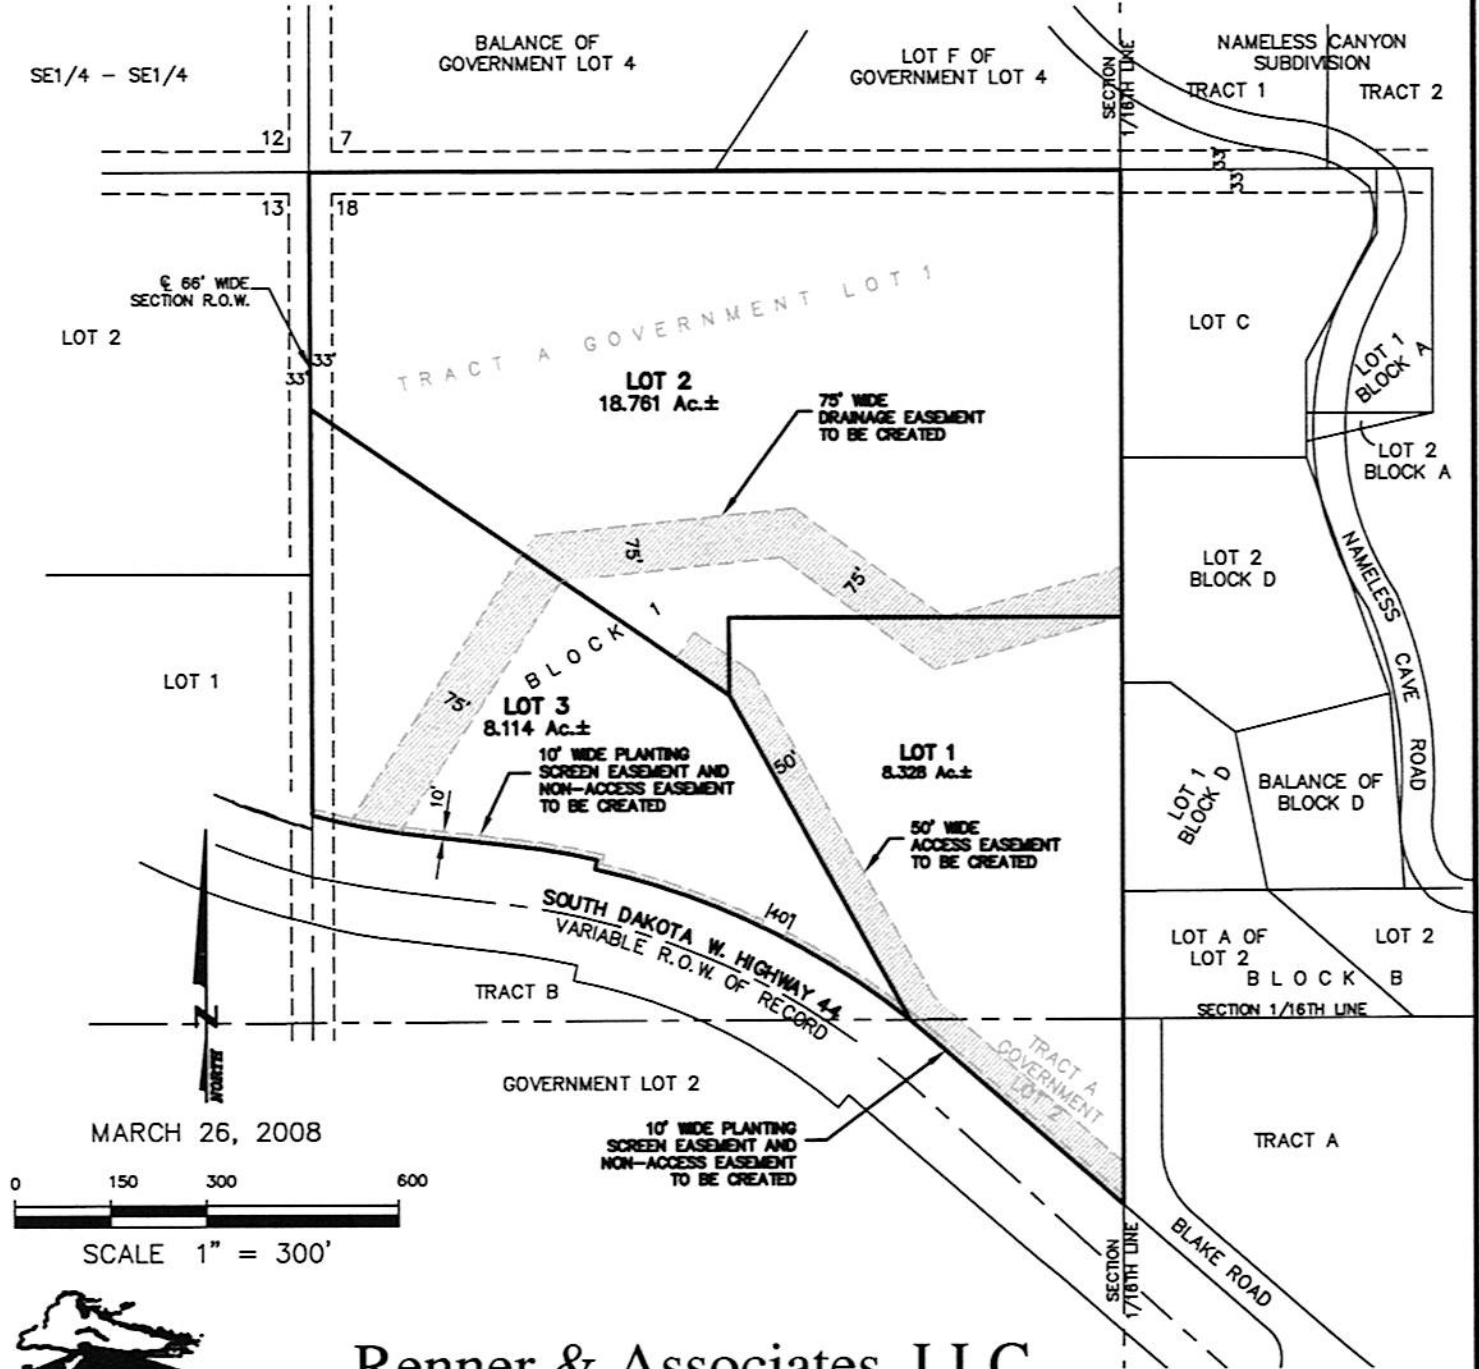 BALANCE OF
GOVERNMENT LOT 4
LOT F OF
GOVERNMENT LOT 4
NAMELESS CANYON
SUBDIVISION
SE1/4 - SE1/4
SECTION
1/16TH LINE
TRACT 1
TRACT 2
12
7
33'
33'
13
18
℄ 66' WIDE
SECTION R.O.W.
LOT 2
33'
33'
TRACT A GOVERNMENT LOT 1
LOT 2
18.761 Ac.±
75' WIDE
DRAINAGE EASEMENT
TO BE CREATED
LOT C
LOT 1
BLOCK A
LOT 2
BLOCK A
75'
75'
LOT 2
BLOCK D
NAMELESS CAVE ROAD
BLOCK 1
LOT 1
75'
LOT 3
8.114 Ac.±
10' WIDE PLANTING
SCREEN EASEMENT AND
NON-ACCESS EASEMENT
TO BE CREATED
10'
50'
LOT 1
8.328 Ac.±
50' WIDE
ACCESS EASEMENT
TO BE CREATED
LOT 1
BLOCK D
BALANCE OF
BLOCK D
SOUTH DAKOTA W. HIGHWAY 44
VARIABLE R.O.W. OF RECORD
LOT A OF
LOT 2
LOT 2
BLOCK B
SECTION 1/16TH LINE
TRACT B
N
NORTH
TRACT A
GOVERNMENT
LOT 2
GOVERNMENT LOT 2
10' WIDE PLANTING
SCREEN EASEMENT AND
NON-ACCESS EASEMENT
TO BE CREATED
TRACT A
MARCH 26, 2008
0 150 300 600
SCALE 1" = 300'
SECTION
1/16TH LINE
BLAKE ROAD
Renner & Associates, LLC